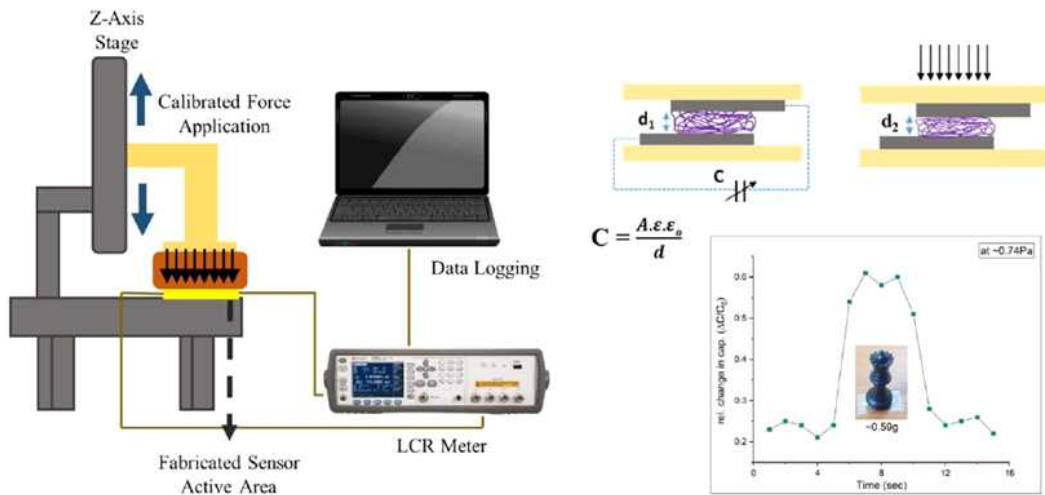 Z-Axis
Stage
Calibrated Force
Application
Data Logging
LCR Meter
Fabricated Sensor
Active Area
d₁
d₂
C
C = A.ε.ε₀ / d
at ~0.74Pa
rel. change in cap. (ΔC/C₀)
0.6
0.5
0.4
0.3
0.2
~0.59g
0 4 8 12 16
Time (sec)